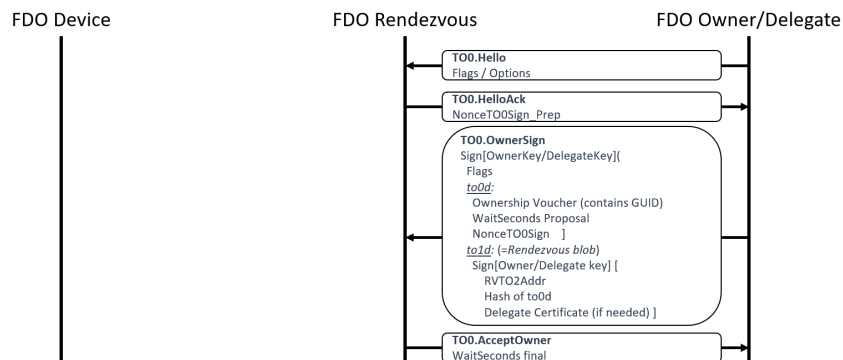 FDO Device
FDO Rendezvous
FDO Owner/Delegate
TO0.Hello
Flags / Options
TO0.HelloAck
NonceTO0Sign_Prep
TO0.OwnerSign
Sign[OwnerKey/DelegateKey](
Flags
to0d:
Ownership Voucher (contains GUID)
WaitSeconds Proposal
NonceTO0Sign ]
to1d: (=Rendezvous blob)
Sign[Owner/Delegate key] [
RVTO2Addr
Hash of to0d
Delegate Certificate (if needed) ]
TO0.AcceptOwner
WaitSeconds final